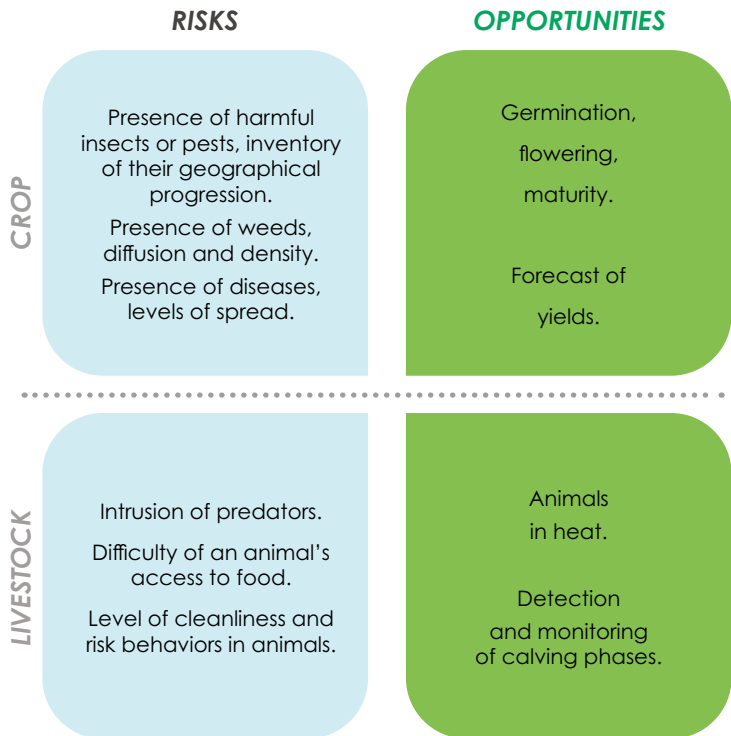 RISKS
OPPORTUNITIES
CROP
Presence of harmful
insects or pests, inventory
of their geographical
progression.
Presence of weeds,
diffusion and density.
Presence of diseases,
levels of spread.
Germination,
flowering,
maturity.
Forecast of
yields.
LIVESTOCK
Intrusion of predators.
Difficulty of an animal’s
access to food.
Level of cleanliness and
risk behaviors in animals.
Animals
in heat.
Detection
and monitoring
of calving phases.